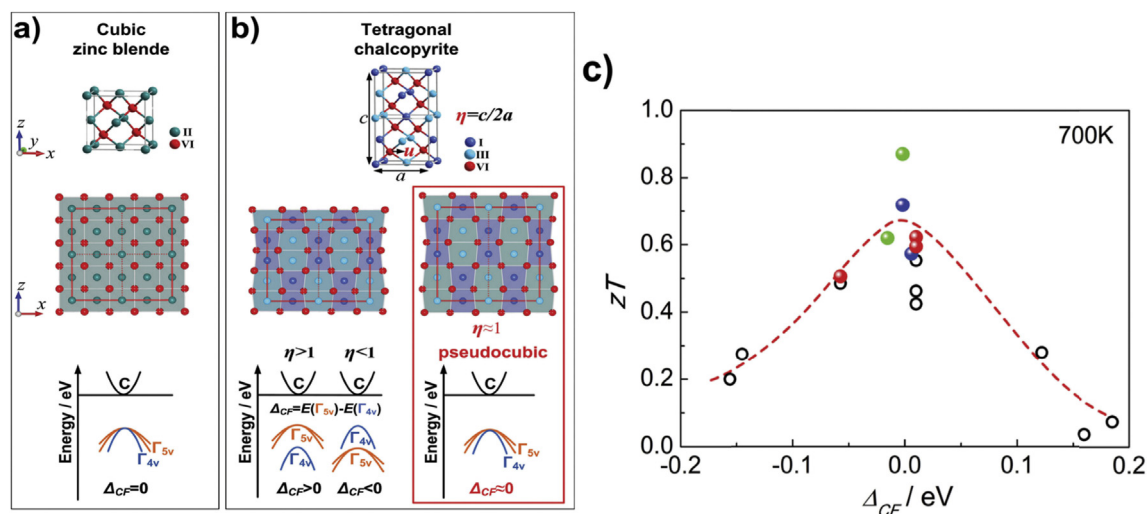 a)
Cubic
zinc blende
z
y
x
II
VI
z
x
Energy / eV
C
Γ5v
Γ4v
ΔCF=0
b)
Tetragonal
chalcopyrite
c
a
u
η=c/2a
I
III
VI
η≈1
pseudocubic
η>1 η<1
Energy / eV
C C
ΔCF=E(Γ5v)-E(Γ4v)
Γ5v Γ4v
Γ4v Γ5v
ΔCF>0 ΔCF<0
Energy / eV
C
Γ5v
Γ4v
ΔCF≈0
c)
700K
zT
1.0
0.8
0.6
0.4
0.2
0.0
-0.2 -0.1 0.0 0.1 0.2
ΔCF / eV